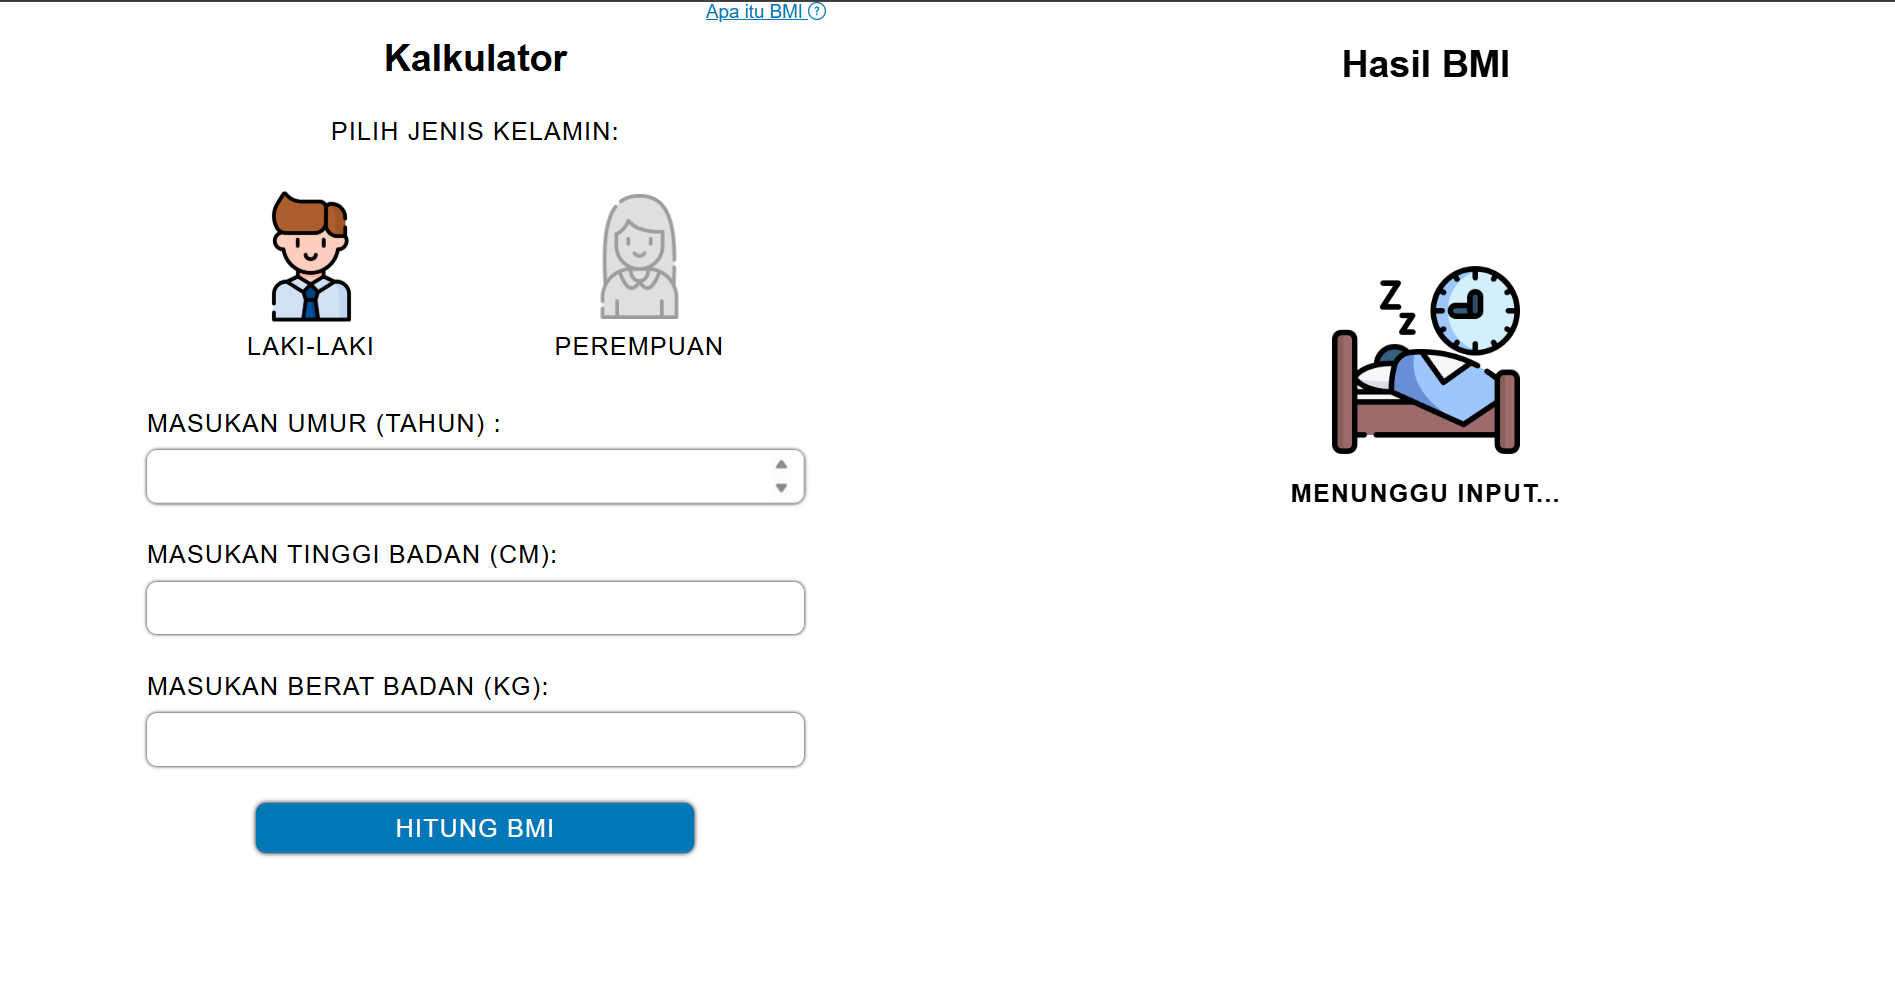 Apa itu BMI ?
Kalkulator
PILIH JENIS KELAMIN:
LAKI-LAKI
PEREMPUAN
MASUKAN UMUR (TAHUN) :
MASUKAN TINGGI BADAN (CM):
MASUKAN BERAT BADAN (KG):
HITUNG BMI
Hasil BMI
Z
z
MENUNGGU INPUT...